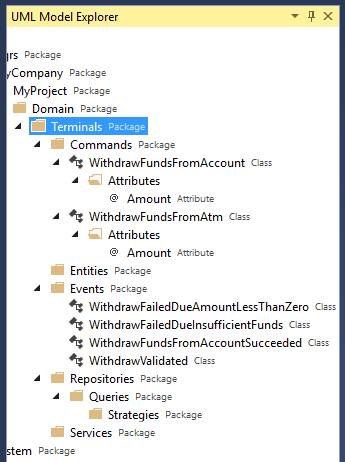 UML Model Explorer
grs Package
yCompany Package
MyProject Package
Domain Package
Terminals Package
Commands Package
WithdrawFundsFromAccount Class
Attributes
@ Amount Attribute
WithdrawFundsFromAtm Class
Attributes
@ Amount Attribute
Entities Package
Events Package
WithdrawFailedDueAmountLessThanZero Class
WithdrawFailedDueInsufficientFunds Class
WithdrawFundsFromAccountSucceeded Class
WithdrawValidated Class
Repositories Package
Queries Package
Strategies Package
Services Package
stem Package